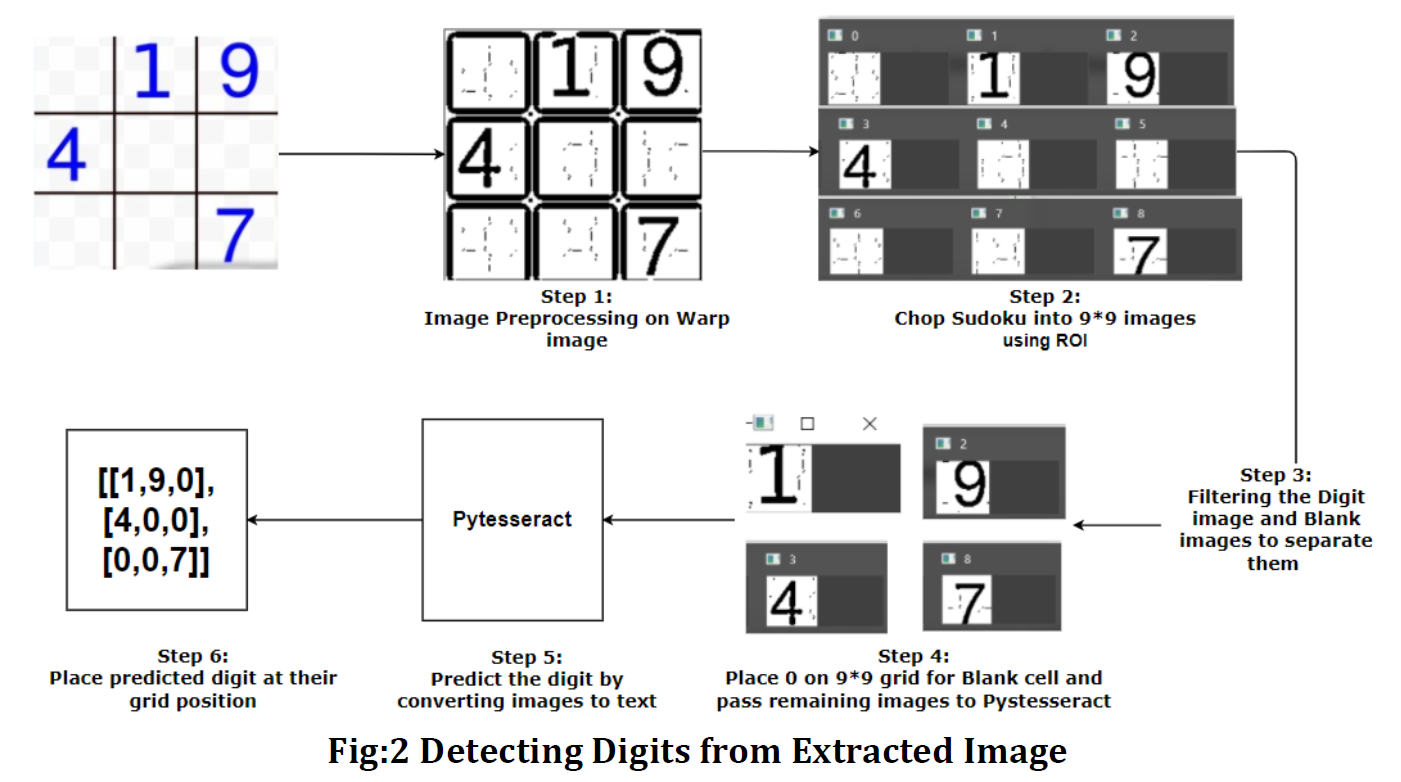 1 9
4
7
1 9
4
7
0 1 2
1 9
3 4 5
4
6 7 8
7
Step 1:
Image Preprocessing on Warp
image
Step 2:
Chop Sudoku into 9*9 images
using ROI
Step 3:
Filtering the Digit
image and Blank
images to separate
them
1
2
9
3
4
8
7
Step 4:
Place 0 on 9*9 grid for Blank cell and
pass remaining images to Pystesseract
Pytesseract
Step 5:
Predict the digit by
converting images to text
[[1,9,0],
[4,0,0],
[0,0,7]]
Step 6:
Place predicted digit at their
grid position
Fig:2 Detecting Digits from Extracted Image